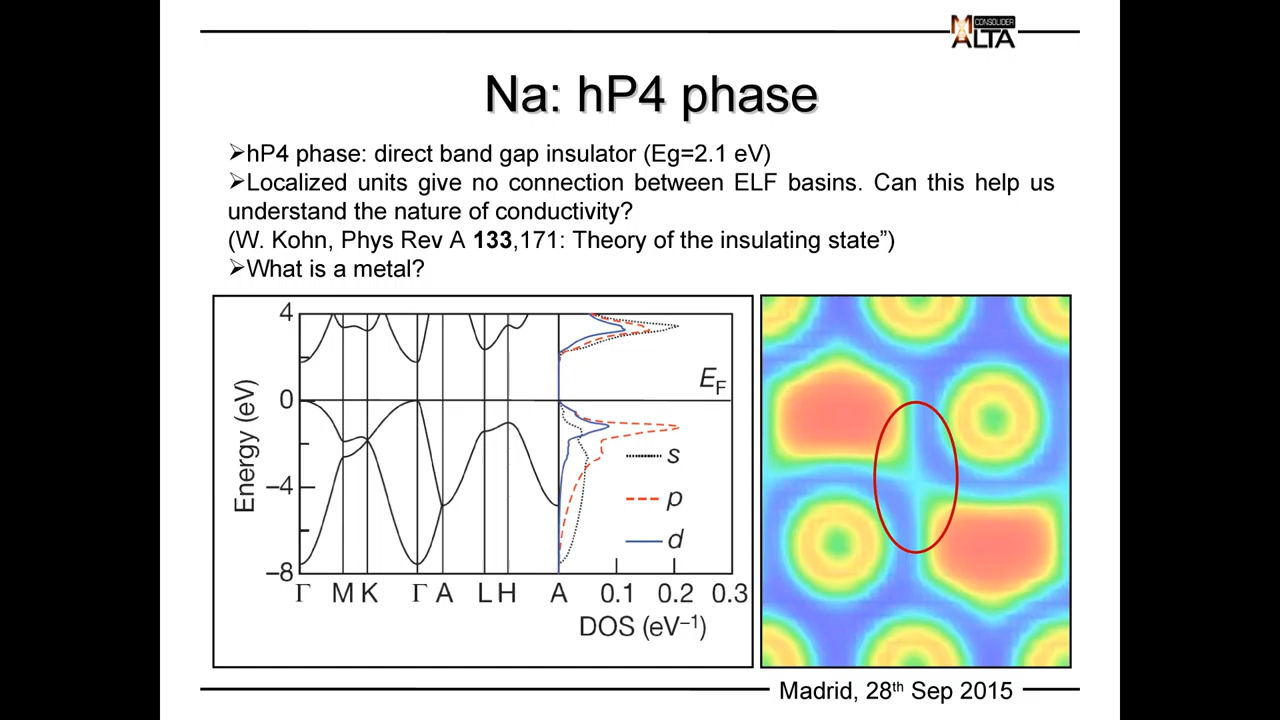 CONSOLIDER
MALTA
Na: hP4 phase
➢hP4 phase: direct band gap insulator (Eg=2.1 eV)
➢Localized units give no connection between ELF basins. Can this help us
understand the nature of conductivity?
(W. Kohn, Phys Rev A 133,171: Theory of the insulating state”)
➢What is a metal?
4
0
−4
−8
Energy (eV)
Γ M K Γ A L H A
E_F
s
p
d
0.1 0.2 0.3
DOS (eV⁻¹)
Madrid, 28th Sep 2015